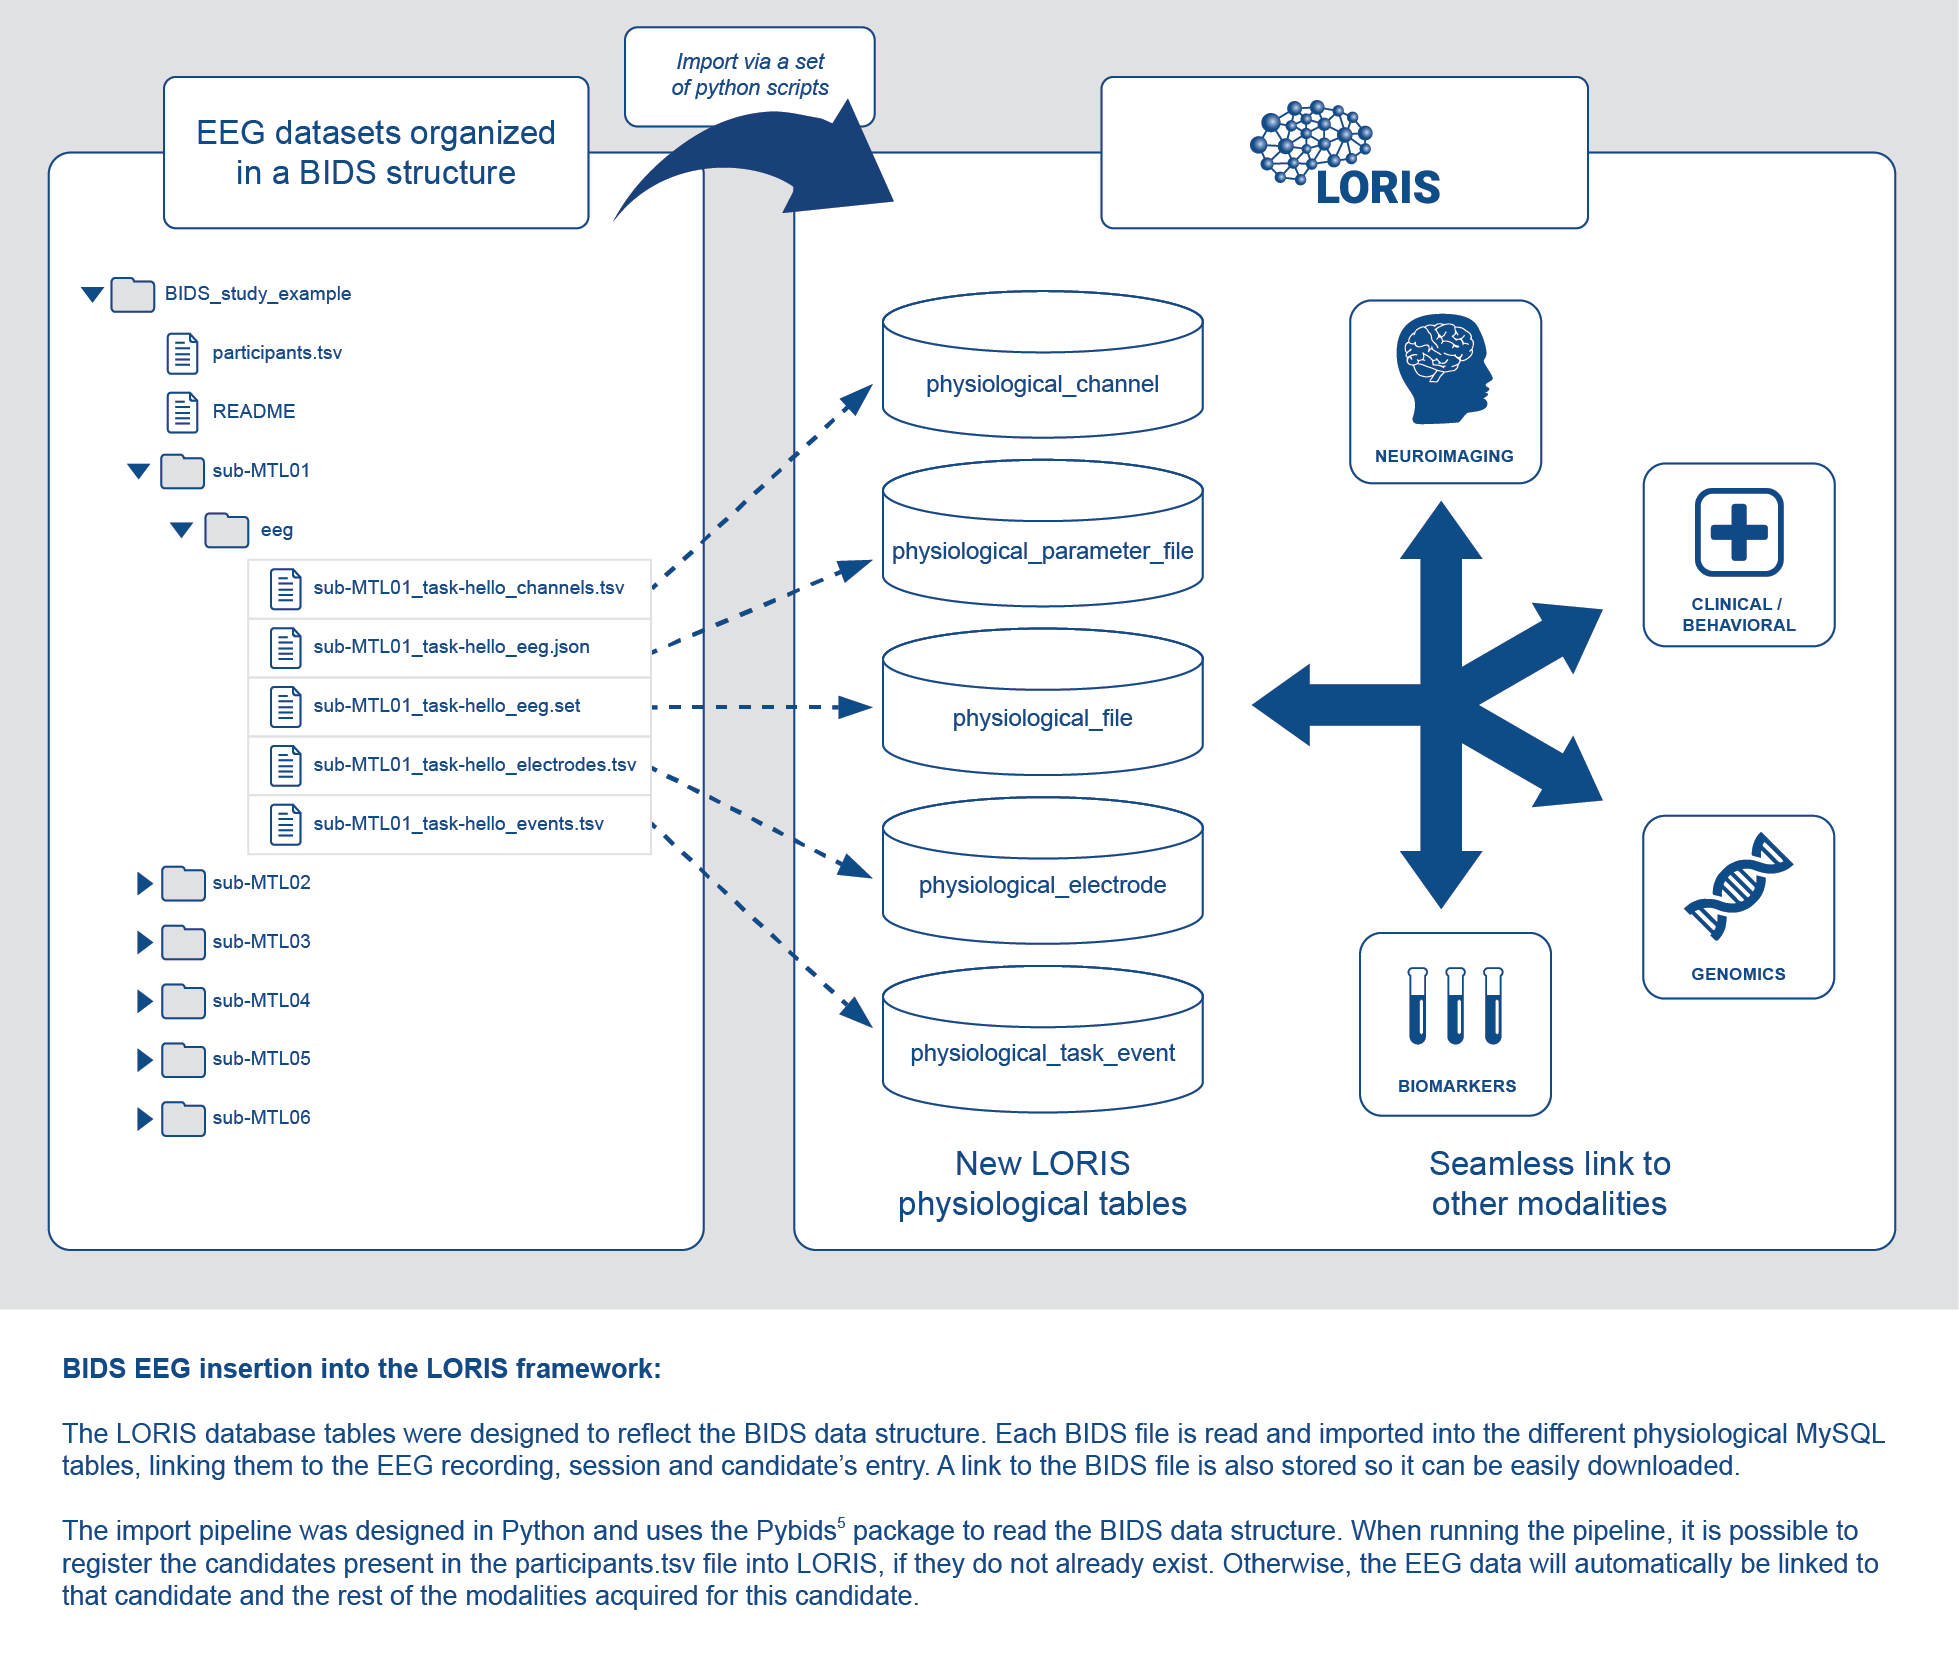 Import via a set
of python scripts
EEG datasets organized
in a BIDS structure
LORIS
BIDS_study_example
participants.tsv
README
sub-MTL01
eeg
sub-MTL01_task-hello_channels.tsv
sub-MTL01_task-hello_eeg.json
sub-MTL01_task-hello_eeg.set
sub-MTL01_task-hello_electrodes.tsv
sub-MTL01_task-hello_events.tsv
sub-MTL02
sub-MTL03
sub-MTL04
sub-MTL05
sub-MTL06
physiological_channel
physiological_parameter_file
physiological_file
physiological_electrode
physiological_task_event
New LORIS
physiological tables
NEUROIMAGING
CLINICAL /
BEHAVIORAL
GENOMICS
BIOMARKERS
Seamless link to
other modalities
BIDS EEG insertion into the LORIS framework:
The LORIS database tables were designed to reflect the BIDS data structure. Each BIDS file is read and imported into the different physiological MySQL
tables, linking them to the EEG recording, session and candidate’s entry. A link to the BIDS file is also stored so it can be easily downloaded.
The import pipeline was designed in Python and uses the Pybids⁵ package to read the BIDS data structure. When running the pipeline, it is possible to
register the candidates present in the participants.tsv file into LORIS, if they do not already exist. Otherwise, the EEG data will automatically be linked to
that candidate and the rest of the modalities acquired for this candidate.